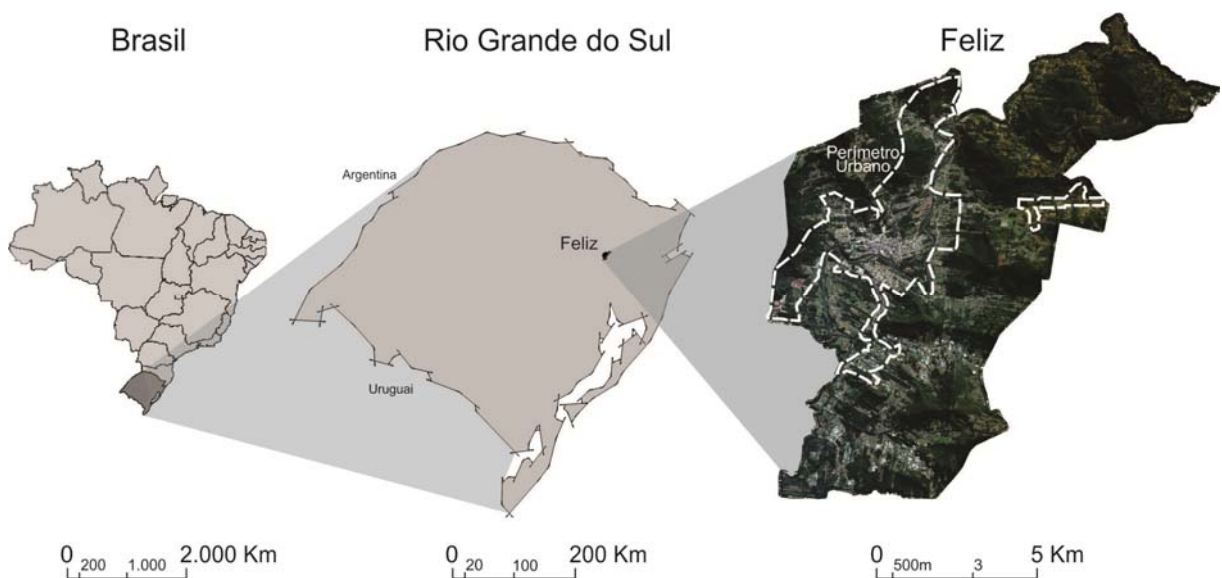 Brasil
Rio Grande do Sul
Feliz
Argentina
Feliz
Uruguai
Perímetro
Urbano
0 200 1.000 2.000 Km
0 20 100 200 Km
0 500m 3 5 Km